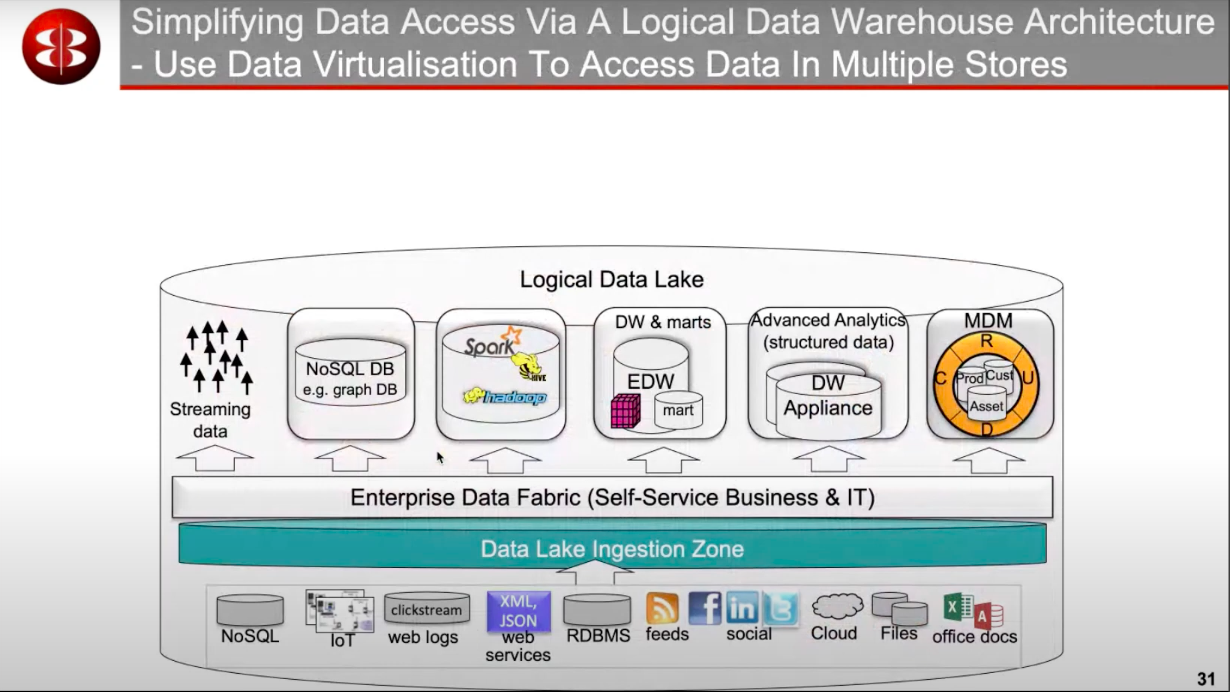 Simplifying Data Access Via A Logical Data Warehouse Architecture
- Use Data Virtualisation To Access Data In Multiple Stores
Logical Data Lake
Streaming
data
NoSQL DB
e.g. graph DB
Spark
HIVE
hadoop
DW & marts
EDW
mart
Advanced Analytics
(structured data)
DW
Appliance
MDM
R
C
U
D
Prod
Cust
Asset
Enterprise Data Fabric (Self-Service Business & IT)
Data Lake Ingestion Zone
NoSQL
IoT
clickstream
web logs
XML,
JSON
web
services
RDBMS
feeds
f
in
t
social
Cloud
Files
X
A
office docs
31